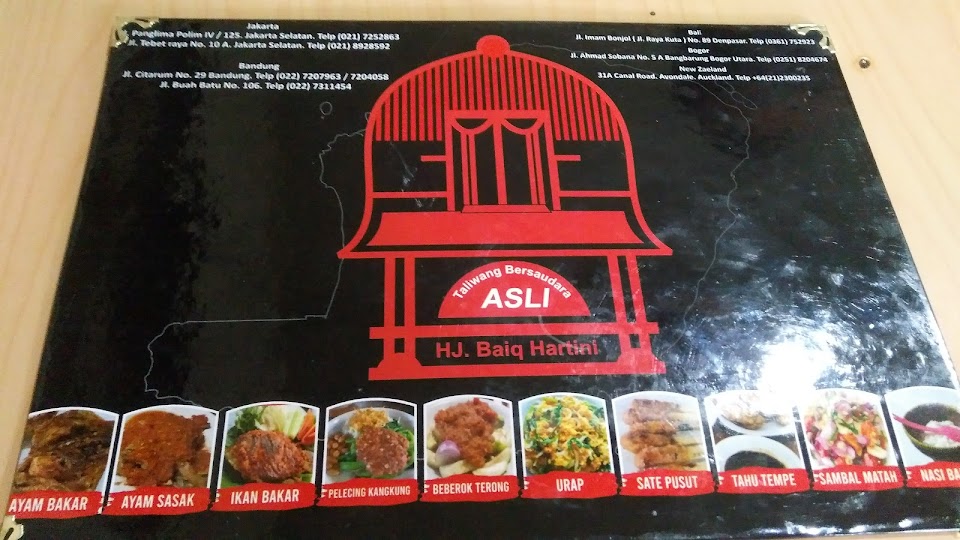 Jakarta
Panglima Polim IV / 125. Jakarta Selatan. Telp (021) 7252863
Jl. Tebet raya No. 10 A. Jakarta Selatan. Telp (021) 8928592
Bandung
Jl. Citarum No. 29 Bandung. Telp (022) 7207963 / 7204058
Jl. Buah Batu No. 106. Telp (022) 7311454
Bali
Jl. Imam Bonjol ( Jl. Raya Kuta ) No. 89 Denpasar. Telp (0361) 752923
Bogor
Jl. Ahmad Sobana No. 5 A Bangbarung Bogor Utara. Telp (0251) 8204674
New Zaeland
31A Canal Road. Avondale. Auckland. Telp +64(21)2300235
Taliwang Bersaudara
ASLI
HJ. Baiq Hartini
AYAM BAKAR
AYAM SASAK
IKAN BAKAR
PELECING KANGKUNG
BEBEROK TERONG
URAP
SATE PUSUT
TAHU TEMPE
SAMBAL MATAH
NASI BA